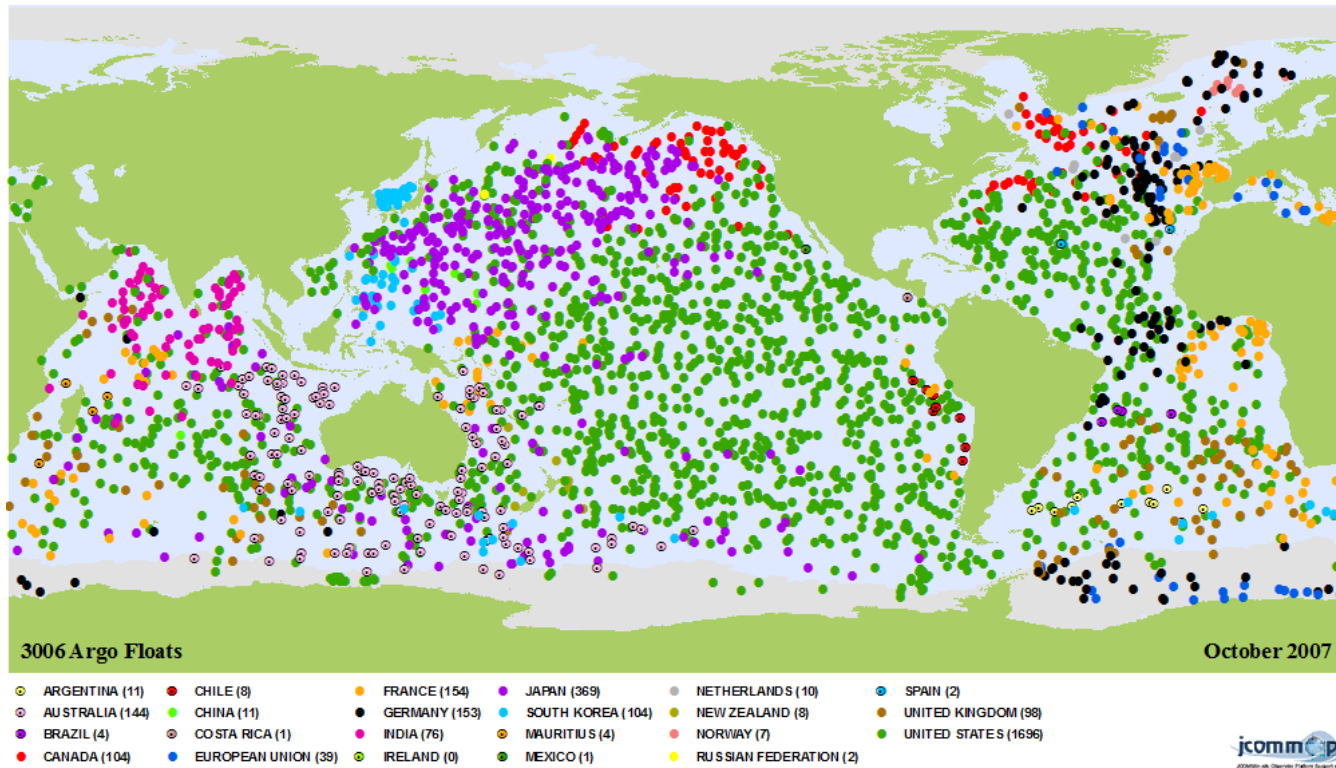 3006 Argo Floats
October 2007
ARGENTINA (11) CHILE (8) FRANCE (154) JAPAN (369) NETHERLANDS (10) SPAIN (2)
AUSTRALIA (144) CHINA (11) GERMANY (153) SOUTH KOREA (104) NEW ZEALAND (8) UNITED KINGDOM (98)
BRAZIL (4) COSTA RICA (1) INDIA (76) MAURITIUS (4) NORWAY (7) UNITED STATES (1696)
CANADA (104) EUROPEAN UNION (39) IRELAND (0) MEXICO (1) RUSSIAN FEDERATION (2)